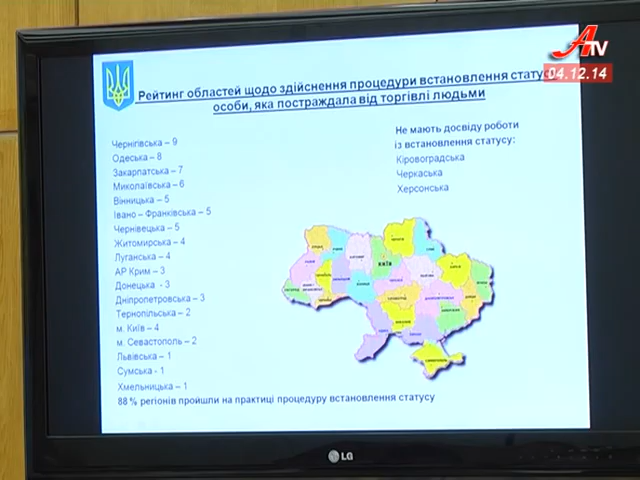 ATV
04.12.14
Рейтинг областей щодо здійснення процедури встановлення статусу
особи, яка постраждала від торгівлі людьми
Чернігівська – 9
Одеська – 8
Закарпатська – 7
Миколаївська – 6
Вінницька – 5
Івано – Франківська – 5
Чернівецька – 5
Житомирська – 4
Луганська – 4
АР Крим – 3
Донецька - 3
Дніпропетровська – 3
Тернопільська – 2
м. Київ – 4
м. Севастополь – 2
Львівська – 1
Сумська - 1
Хмельницька – 1
88 % регіонів пройшли на практиці процедуру встановлення статусу
Не мають досвіду роботи
із встановлення статусу:
Кіровоградська
Черкаська
Херсонська
КИЇВ
LG